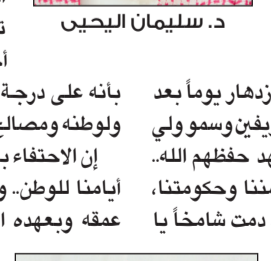 د. سليمان اليحيى
زدهار يوماً بعد
يفين وسمو ولي
هد حفظهم الله..
مننا وحكومتنا،
دمت شامخاً يا
بأنه على درجة
ولوطنه ومصالح
إن الاحتفاء ب
أيامنا للوطن.. و
عمقه وبعهده ا